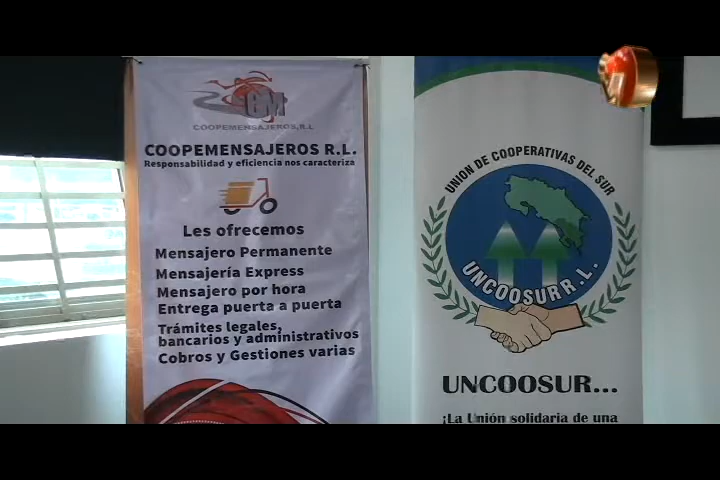 GM
COOPEMENSAJEROS,R.L
COOPEMENSAJEROS R.L.
Responsabilidad y eficiencia nos caracteriza
Les ofrecemos
Mensajero Permanente
Mensajería Express
Mensajero por hora
Entrega puerta a puerta
Trámites legales,
bancarios y administrativos
Cobros y Gestiones varias
UNION DE COOPERATIVAS DEL SUR
UNCOOSUR R.L.
UNCOOSUR...
¡La Unión solidaria de una